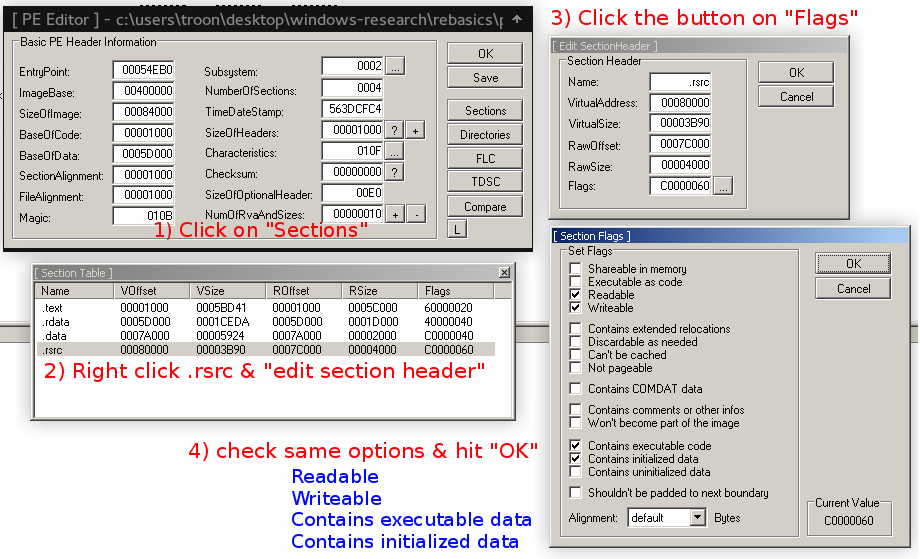 [ PE Editor ] - c:\users\troon\desktop\windows-research\rebasics\p
Basic PE Header Information
EntryPoint: 00054EB0
ImageBase: 00400000
SizeOfImage: 00084000
BaseOfCode: 00001000
BaseOfData: 0005D000
SectionAlignment: 00001000
FileAlignment: 00001000
Magic: 010B
Subsystem: 0002 ...
NumberOfSections: 0004
TimeDateStamp: 563DCFC4
SizeOfHeaders: 00001000 ? +
Characteristics: 010F ...
Checksum: 00000000 ?
SizeOfOptionalHeader: 00E0
NumOfRvaAndSizes: 00000010 + -
OK
Save
Sections
Directories
FLC
TDSC
Compare
L
1) Click on "Sections"
[ Section Table ]
Name VOffset VSize ROffset RSize Flags
.text 00001000 0005BD41 00001000 0005C000 60000020
.rdata 0005D000 0001CEDA 0005D000 0001D000 40000040
.data 0007A000 00005924 0007A000 00002000 C0000040
.rsrc 00080000 00003B90 0007C000 00004000 C0000060
2) Right click .rsrc & "edit section header"
3) Click the button on "Flags"
[ Edit SectionHeader ]
Section Header
Name: .rsrc
VirtualAddress: 00080000
VirtualSize: 00003B90
RawOffset: 0007C000
RawSize: 00004000
Flags: C0000060 ...
OK
Cancel
[ Section Flags ]
Set Flags
Shareable in memory
Executable as code
Readable
Writeable
Contains extended relocations
Discardable as needed
Can't be cached
Not pageable
Contains COMDAT data
Contains comments or other infos
Won't become part of the image
Contains executable code
Contains initialized data
Contains uninitialized data
Shouldn't be padded to next boundary
Alignment: default Bytes
OK
Cancel
Current Value
C0000060
4) check same options & hit "OK"
Readable
Writeable
Contains executable data
Contains initialized data